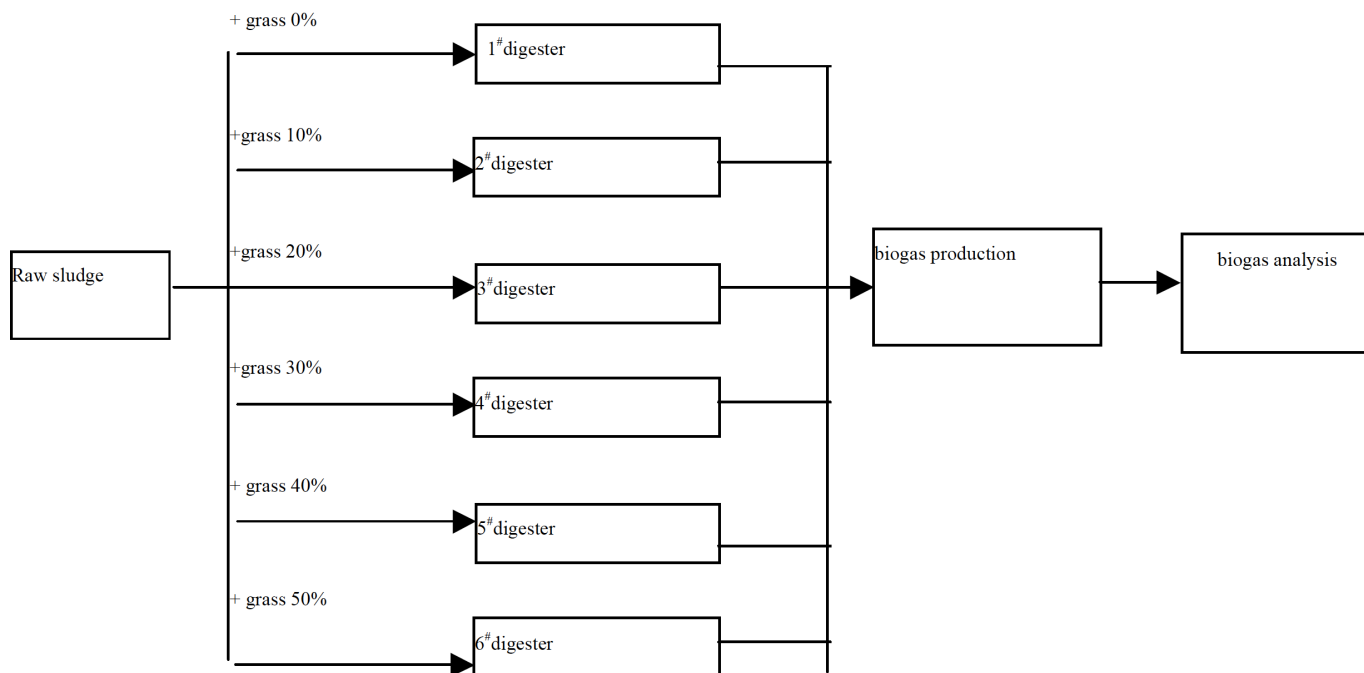 + grass 0%
1#digester
+grass 10%
2#digester
+grass 20%
Raw sludge
3#digester
biogas production
biogas analysis
+grass 30%
4#digester
+ grass 40%
5#digester
+ grass 50%
6#digester